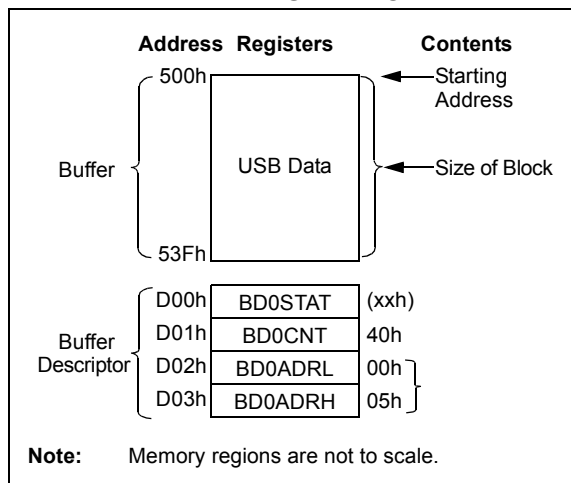 Address Registers Contents
500h
Starting
Address
Buffer
USB Data
Size of Block
53Fh
D00h BD0STAT (xxh)
D01h BD0CNT 40h
Buffer
Descriptor
D02h BD0ADRL 00h
D03h BD0ADRH 05h
Note: Memory regions are not to scale.